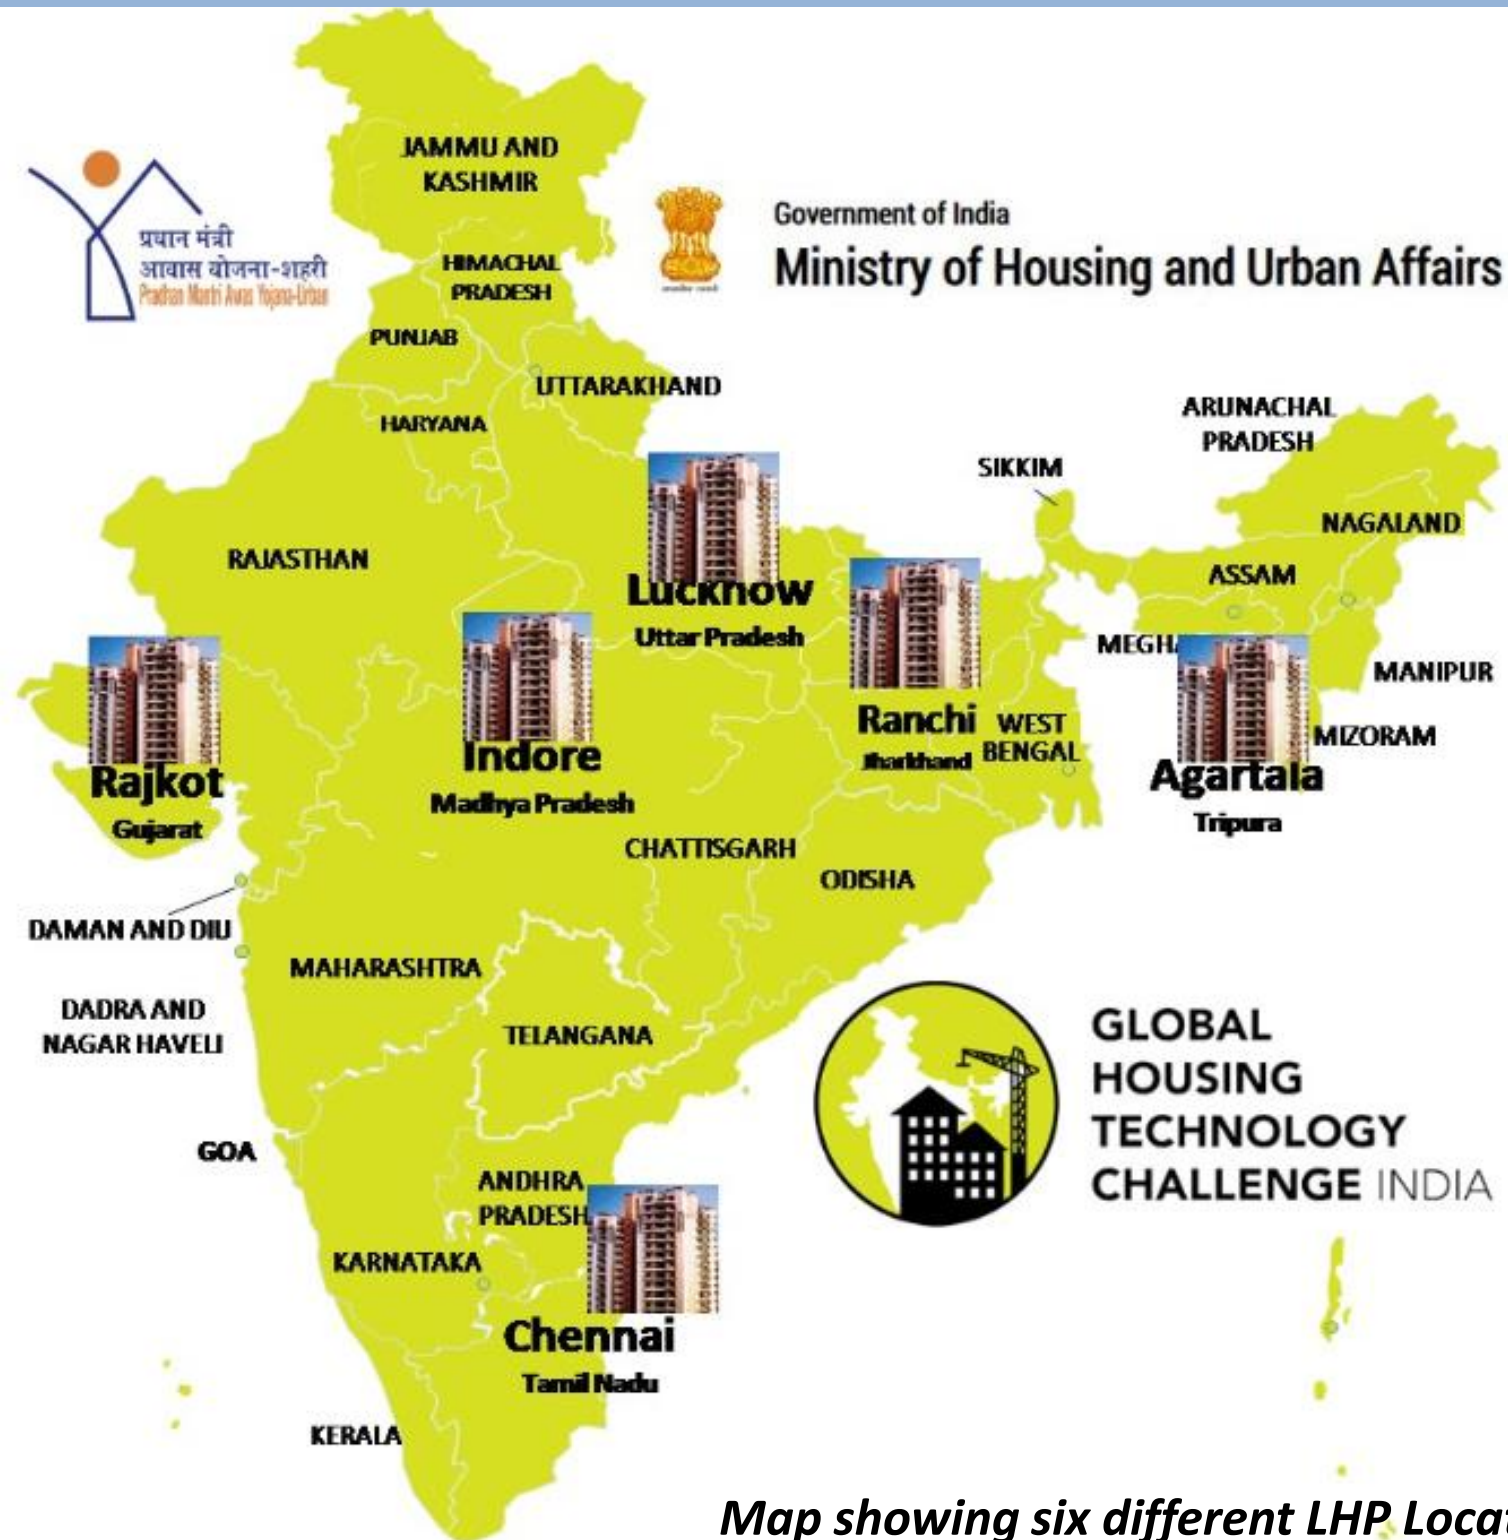 JAMMU AND
KASHMIR
प्रधान मंत्री
आवास योजना-शहरी
Pradhan Mantri Awas Yojana-Urban
Government of India
Ministry of Housing and Urban Affairs
HIMACHAL
PRADESH
PUNJAB
UTTARAKHAND
HARYANA
ARUNACHAL
PRADESH
SIKKIM
NAGALAND
RAJASTHAN
ASSAM
Lucknow
Uttar Pradesh
MEGHA
MANIPUR
Ranchi
Jharkhand
WEST
BENGAL
MIZORAM
Indore
Madhya Pradesh
Rajkot
Gujarat
Agartala
Tripura
CHATTISGARH
ODISHA
DAMAN AND DIU
MAHARASHTRA
DADRA AND
NAGAR HAVELI
TELANGANA
GLOBAL
HOUSING
TECHNOLOGY
CHALLENGE INDIA
GOA
ANDHRA
PRADESH
KARNATAKA
Chennai
Tamil Nadu
KERALA
Map showing six different LHP Locat